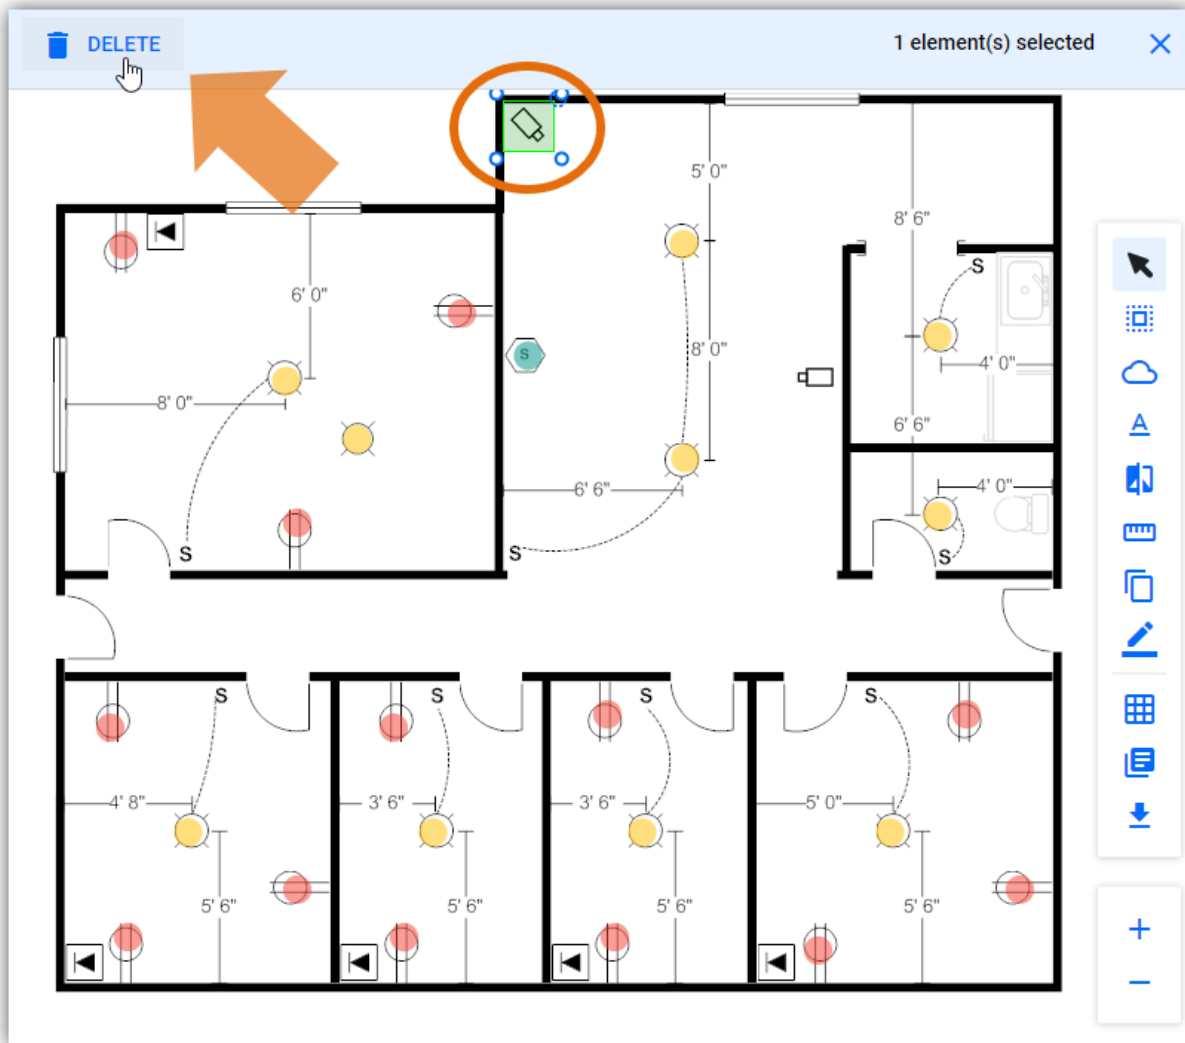 DELETE
1 element(s) selected
5' 0"
8' 6"
S
6' 0"
S
8' 0"
4' 0"
8' 0"
6' 6"
4' 0"
6' 6"
S
S
S
S
S
S
S
4' 8"
3' 6"
3' 6"
5' 0"
5' 6"
5' 6"
5' 6"
5' 6"
A